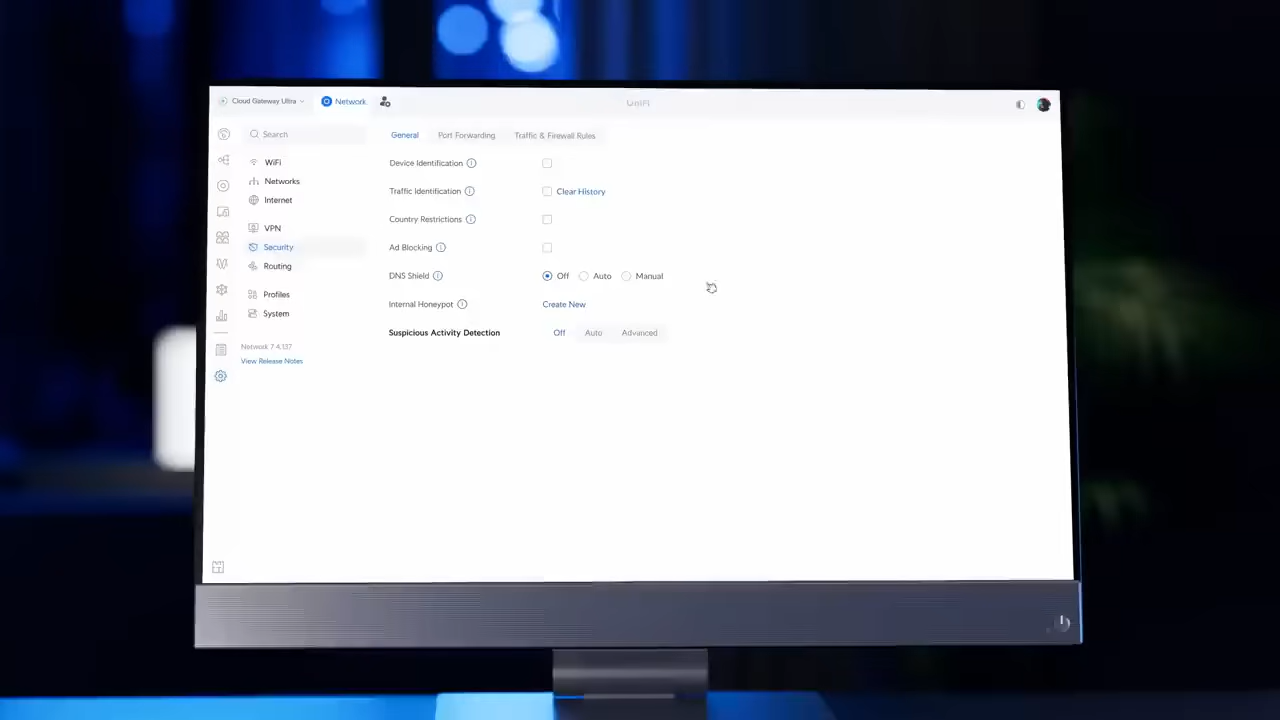 Cloud Gateway Ultra
Network
UniFi
Search
General
Port Forwarding
Traffic & Firewall Rules
WiFi
Networks
Internet
VPN
Security
Routing
Profiles
System
Network 7.4.137
View Release Notes
Device Identification
Traffic Identification
Clear History
Country Restrictions
Ad Blocking
DNS Shield
Off
Auto
Manual
Internal Honeypot
Create New
Suspicious Activity Detection
Off
Auto
Advanced